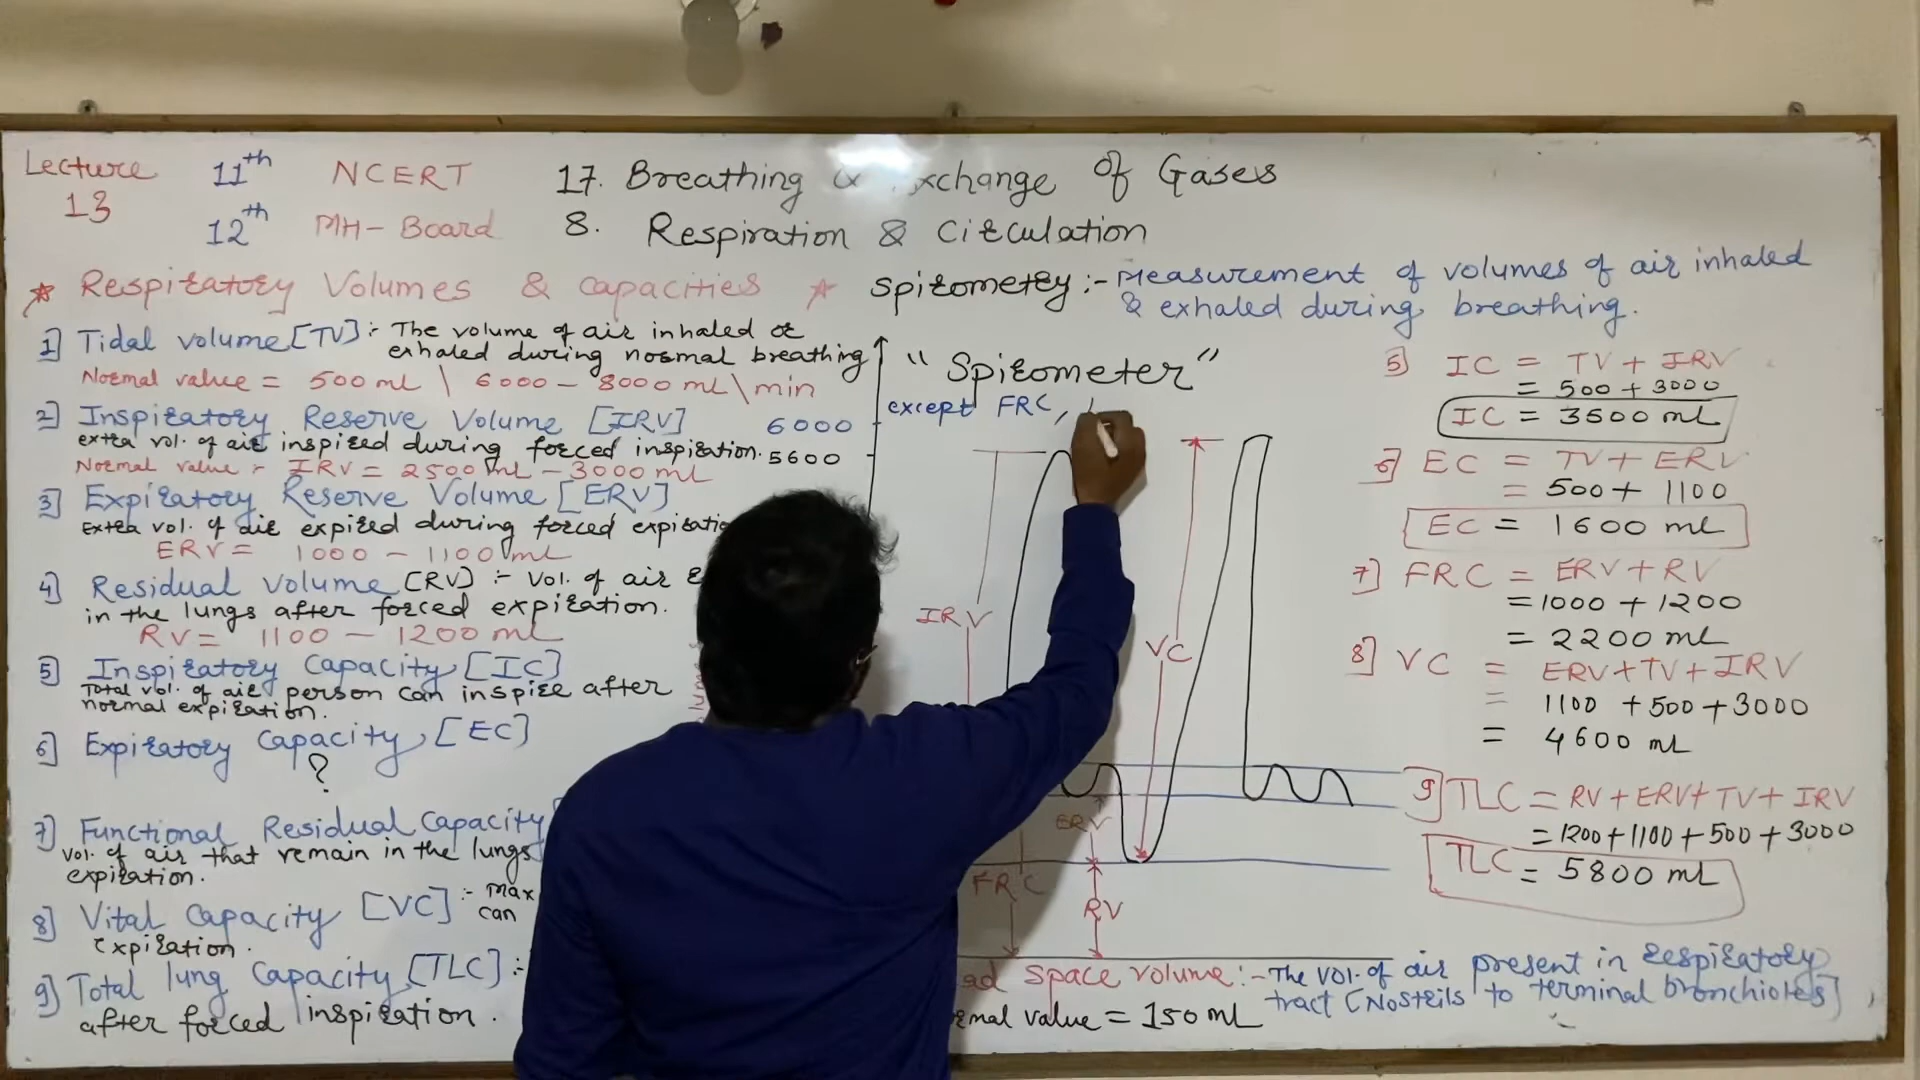 Lecture 13
11th NCERT 17. Breathing & Exchange of Gases
12th MH-Board 8. Respiration & Circulation
* Respiratory Volumes & capacities *
Spirometry :- Measurement of volumes of air inhaled
& exhaled during breathing.
1] Tidal volume [TV] :- The volume of air inhaled or
exhaled during normal breathing
Normal value = 500 ml \ 6000 - 8000 ml \ min
2] Inspiratory Reserve Volume [IRV]
extra vol. of air inspired during forced inspiration.
Normal value :- IRV = 2500 ml - 3000 ml
3] Expiratory Reserve Volume [ERV]
Extra vol. of air expired during forced
ERV = 1000 - 1100 ml
4] Residual volume [RV] :- Vol. of air
in the lungs after forced expiration.
RV = 1100 - 1200 ml
5] Inspiratory Capacity [IC]
Total vol. of air person can inspire after
normal expiration.
6] Expiratory Capacity [EC]
?
7] Functional Residual Capacity
vol. of air that remain in the lungs
expiration.
8] Vital Capacity [VC] :- max
can
expiration.
9] Total lung Capacity [TLC] :-
after forced inspiration.
"Spirometer"
except FRC,
6000
5600
IRV
VC
ERV
FRC
RV
space volume :- The vol. of air present in respiratory
tract [Nostrils to terminal bronchioles]
value = 150 ml
5] IC = TV + IRV
= 500 + 3000
IC = 3500 ml
6] EC = TV + ERV
= 500 + 1100
EC = 1600 ml
7] FRC = ERV + RV
= 1000 + 1200
= 2200 ml
8] VC = ERV + TV + IRV
= 1100 + 500 + 3000
= 4600 ml
9] TLC = RV + ERV + TV + IRV
= 1200 + 1100 + 500 + 3000
TLC = 5800 ml